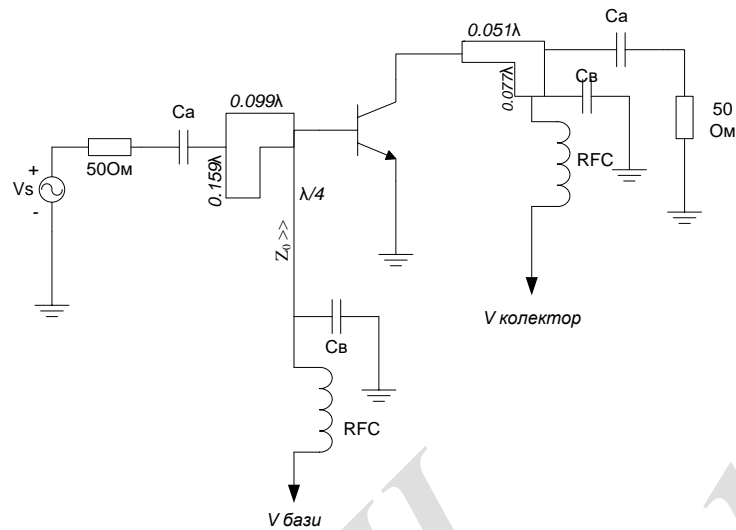 0.051λ
Ca
0.077λ
Cв
50
Ом
RFC
V колектор
0.099λ
Ca
0.159λ
50Ом
+
Vs
-
λ/4
Z₀ >>
Cв
RFC
V бази